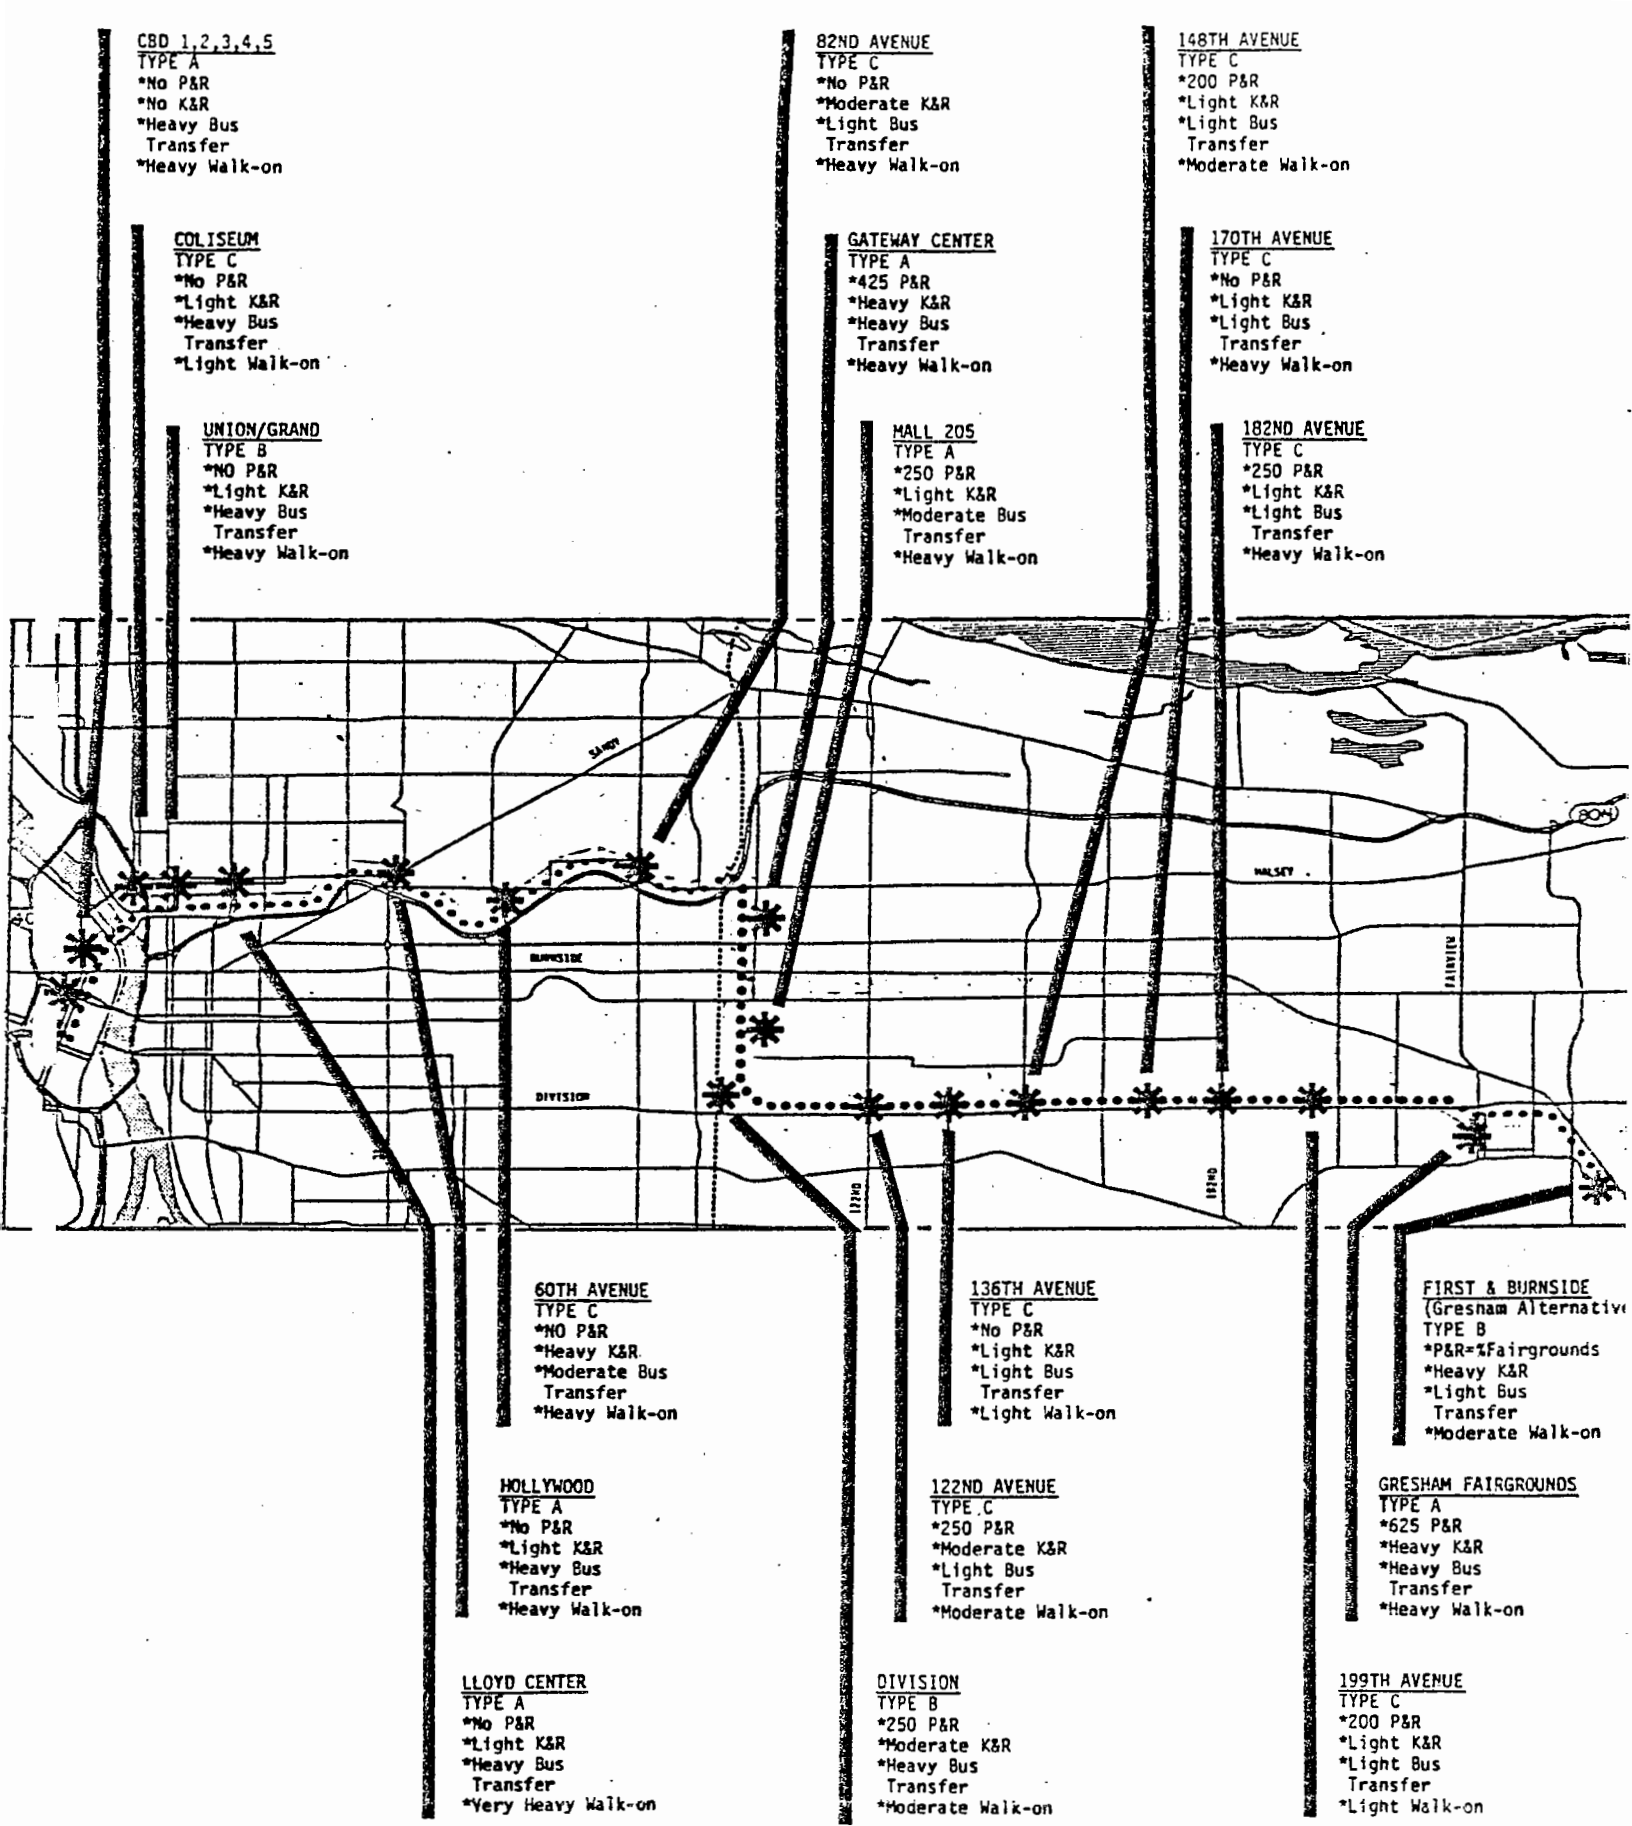 CBD 1,2,3,4,5
TYPE A
*No P&R
*No K&R
*Heavy Bus
Transfer
*Heavy Walk-on
COLISEUM
TYPE C
*No P&R
*Light K&R
*Heavy Bus
Transfer
*Light Walk-on
UNION/GRAND
TYPE B
*NO P&R
*Light K&R
*Heavy Bus
Transfer
*Heavy Walk-on
82ND AVENUE
TYPE C
*No P&R
*Moderate K&R
*Light Bus
Transfer
*Heavy Walk-on
GATEWAY CENTER
TYPE A
*425 P&R
*Heavy K&R
*Heavy Bus
Transfer
*Heavy Walk-on
MALL 205
TYPE A
*250 P&R
*Light K&R
*Moderate Bus
Transfer
*Heavy Walk-on
148TH AVENUE
TYPE C
*200 P&R
*Light K&R
*Light Bus
Transfer
*Moderate Walk-on
170TH AVENUE
TYPE C
*No P&R
*Light K&R
*Light Bus
Transfer
*Heavy Walk-on
182ND AVENUE
TYPE C
*250 P&R
*Light K&R
*Light Bus
Transfer
*Heavy Walk-on
SANDY
80N
HALSEY
BURNSIDE
FAIRVIEW
DIVISION
122ND
182ND
60TH AVENUE
TYPE C
*NO P&R
*Heavy K&R
*Moderate Bus
Transfer
*Heavy Walk-on
HOLLYWOOD
TYPE A
*No P&R
*Light K&R
*Heavy Bus
Transfer
*Heavy Walk-on
LLOYD CENTER
TYPE A
*No P&R
*Light K&R
*Heavy Bus
Transfer
*Very Heavy Walk-on
136TH AVENUE
TYPE C
*No P&R
*Light K&R
*Light Bus
Transfer
*Light Walk-on
122ND AVENUE
TYPE C
*250 P&R
*Moderate K&R
*Light Bus
Transfer
*Moderate Walk-on
DIVISION
TYPE B
*250 P&R
*Moderate K&R
*Heavy Bus
Transfer
*Moderate Walk-on
FIRST & BURNSIDE
(Gresham Alternative
TYPE B
*P&R=%Fairgrounds
*Heavy K&R
*Light Bus
Transfer
*Moderate Walk-on
GRESHAM FAIRGROUNDS
TYPE A
*625 P&R
*Heavy K&R
*Heavy Bus
Transfer
*Heavy Walk-on
199TH AVENUE
TYPE C
*200 P&R
*Light K&R
*Light Bus
Transfer
*Light Walk-on